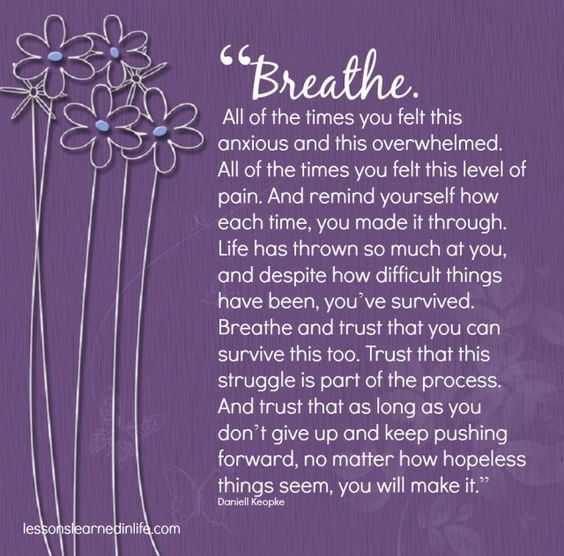 “Breathe.
All of the times you felt this
anxious and this overwhelmed.
All of the times you felt this level of
pain. And remind yourself how
each time, you made it through.
Life has thrown so much at you,
and despite how difficult things
have been, you’ve survived.
Breathe and trust that you can
survive this too. Trust that this
struggle is part of the process.
And trust that as long as you
don’t give up and keep pushing
forward, no matter how hopeless
things seem, you will make it.”
Daniell Keopke
lessonslearnedinlife.com